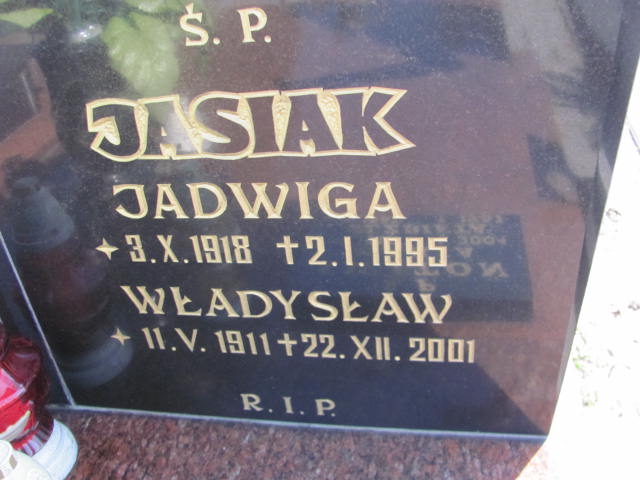 Ś. P.
JASIAK
JADWIGA
✦ 3.X.1918 ✝ 2.I.1995
WŁADYSŁAW
✦ 11.V.1911 ✝ 22.XII.2001
R.I.P.